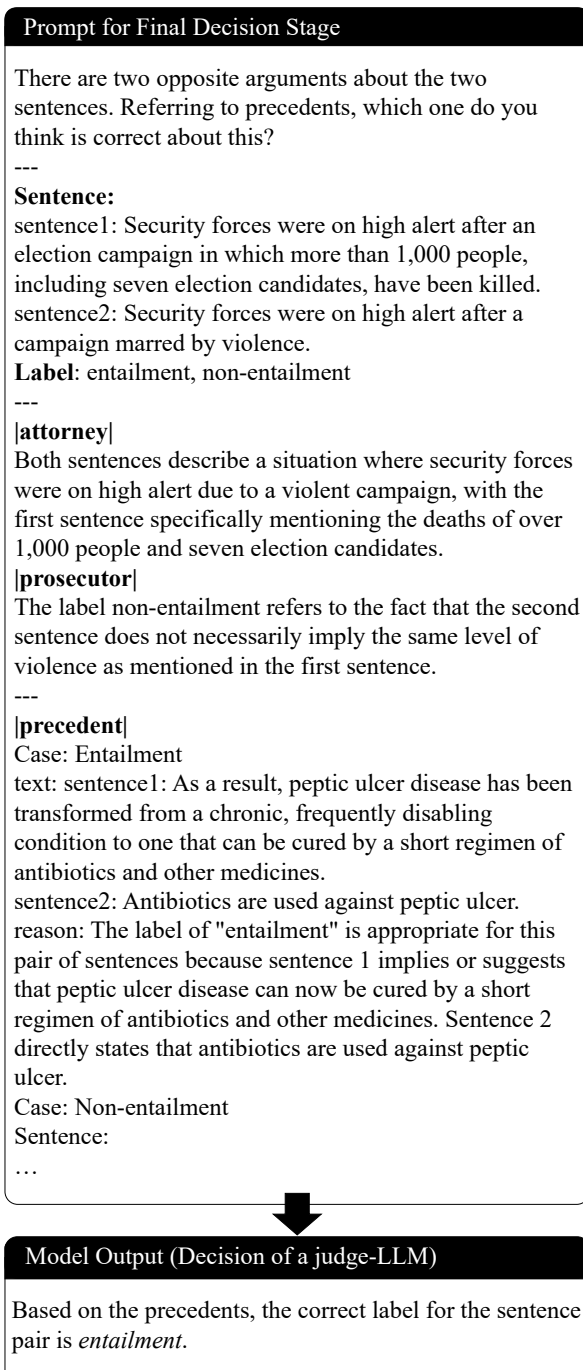 Prompt for Final Decision Stage
There are two opposite arguments about the two
sentences. Referring to precedents, which one do you
think is correct about this?
---
Sentence:
sentence1: Security forces were on high alert after an
election campaign in which more than 1,000 people,
including seven election candidates, have been killed.
sentence2: Security forces were on high alert after a
campaign marred by violence.
Label: entailment, non-entailment
---
|attorney|
Both sentences describe a situation where security forces
were on high alert due to a violent campaign, with the
first sentence specifically mentioning the deaths of over
1,000 people and seven election candidates.
|prosecutor|
The label non-entailment refers to the fact that the second
sentence does not necessarily imply the same level of
violence as mentioned in the first sentence.
---
|precedent|
Case: Entailment
text: sentence1: As a result, peptic ulcer disease has been
transformed from a chronic, frequently disabling
condition to one that can be cured by a short regimen of
antibiotics and other medicines.
sentence2: Antibiotics are used against peptic ulcer.
reason: The label of "entailment" is appropriate for this
pair of sentences because sentence 1 implies or suggests
that peptic ulcer disease can now be cured by a short
regimen of antibiotics and other medicines. Sentence 2
directly states that antibiotics are used against peptic
ulcer.
Case: Non-entailment
Sentence:
…
Model Output (Decision of a judge-LLM)
Based on the precedents, the correct label for the sentence
pair is entailment.